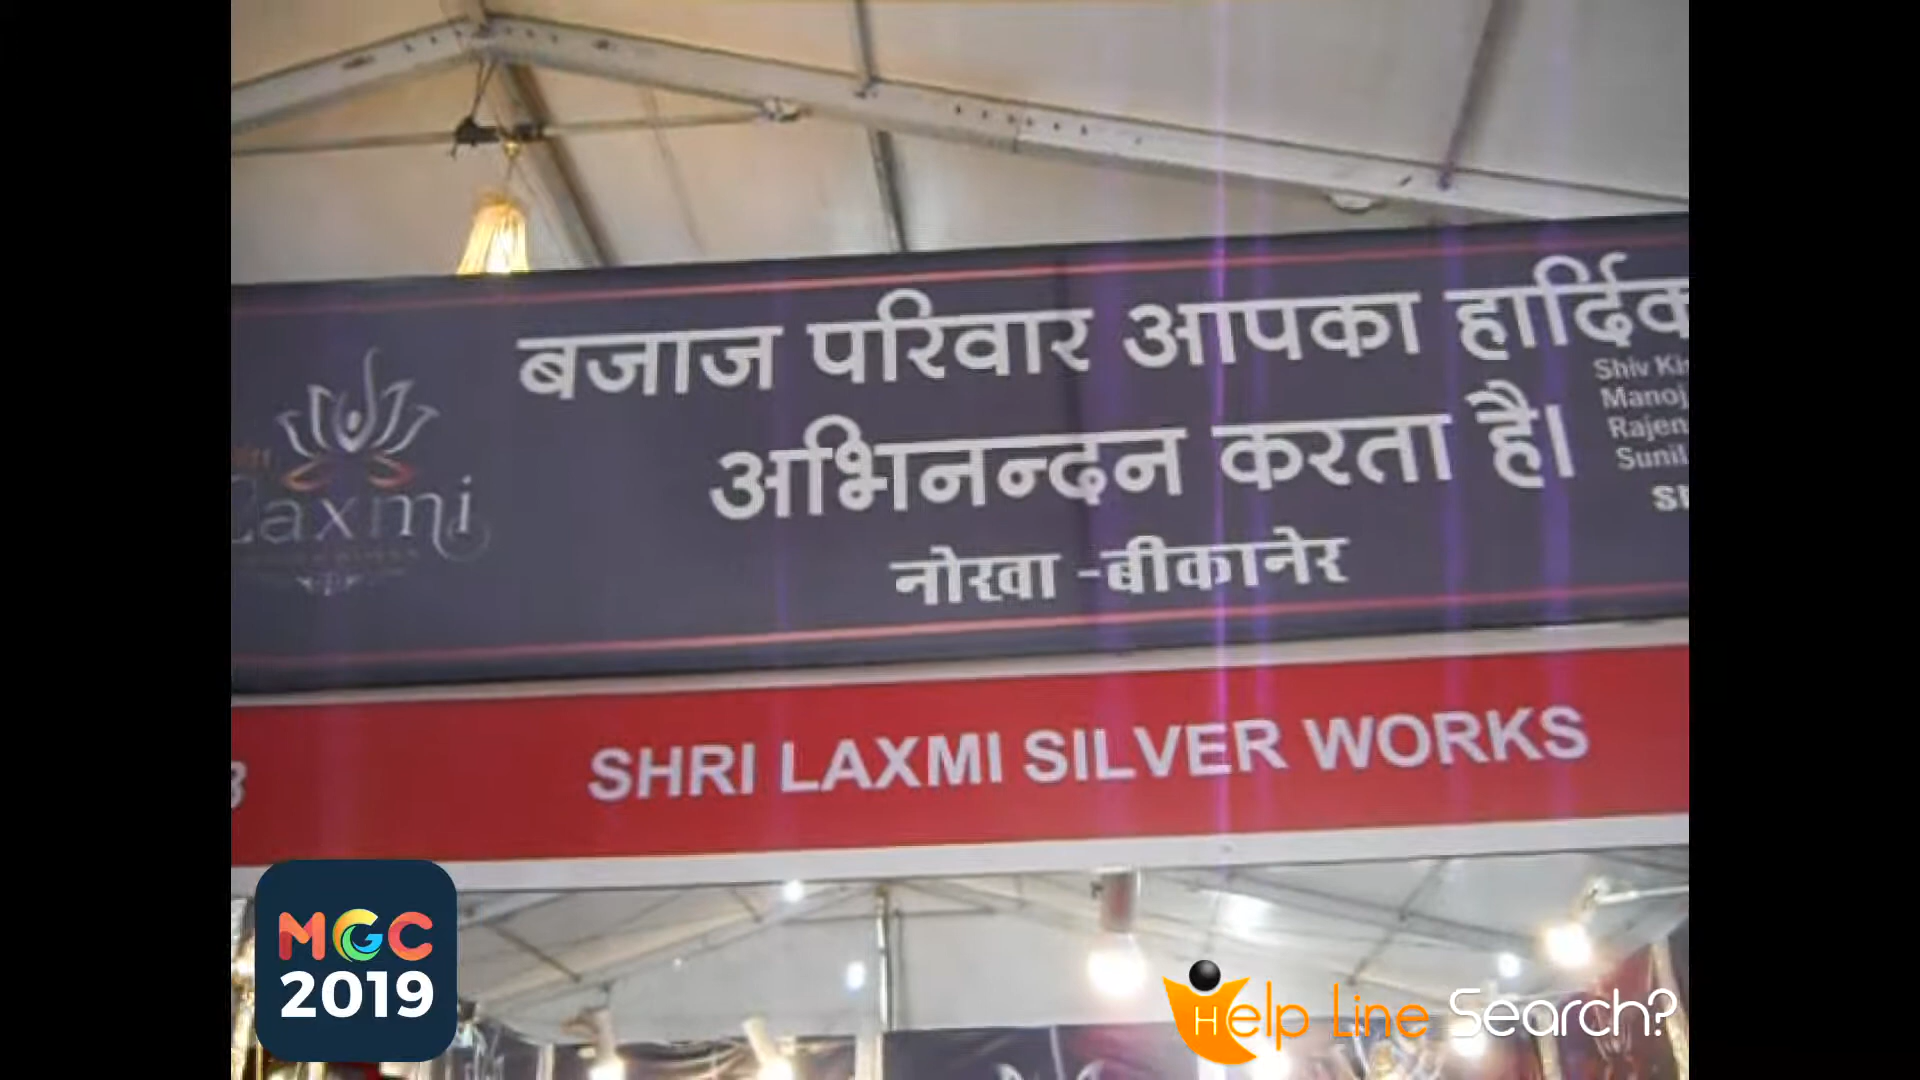 बजाज परिवार आपका हार्दिक
अभिनन्दन करता है।
नोखा -बीकानेर
Laxmi
Shiv
Manoj
Sunil
SHRI LAXMI SILVER WORKS
MGC
2019
Help Line Search?